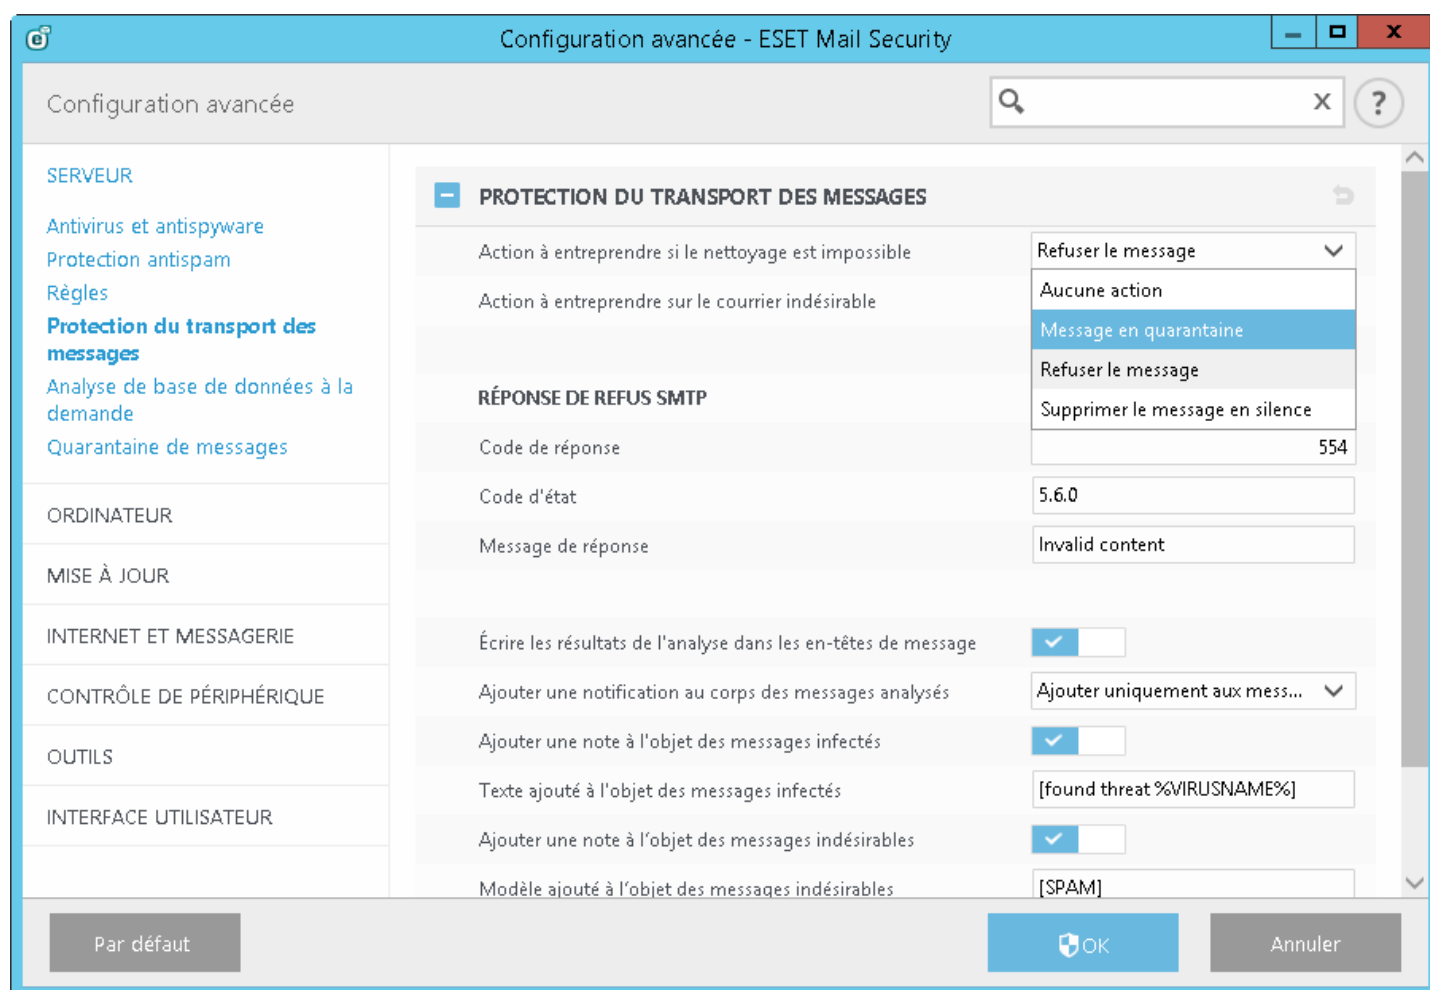 Configuration avancée - ESET Mail Security
Configuration avancée
SERVEUR
Antivirus et antispyware
Protection antispam
Règles
Protection du transport des
messages
Analyse de base de données à la
demande
Quarantaine de messages
ORDINATEUR
MISE À JOUR
INTERNET ET MESSAGERIE
CONTRÔLE DE PÉRIPHÉRIQUE
OUTILS
INTERFACE UTILISATEUR
PROTECTION DU TRANSPORT DES MESSAGES
Action à entreprendre si le nettoyage est impossible
Refuser le message
Aucune action
Message en quarantaine
Refuser le message
Supprimer le message en silence
Action à entreprendre sur le courrier indésirable
RÉPONSE DE REFUS SMTP
Code de réponse
554
Code d'état
5.6.0
Message de réponse
Invalid content
Écrire les résultats de l'analyse dans les en-têtes de message
Ajouter une notification au corps des messages analysés
Ajouter uniquement aux mess...
Ajouter une note à l'objet des messages infectés
Texte ajouté à l'objet des messages infectés
[found threat %VIRUSNAME%]
Ajouter une note à l'objet des messages indésirables
Modèle ajouté à l'objet des messages indésirables
[SPAM]
Par défaut
OK
Annuler